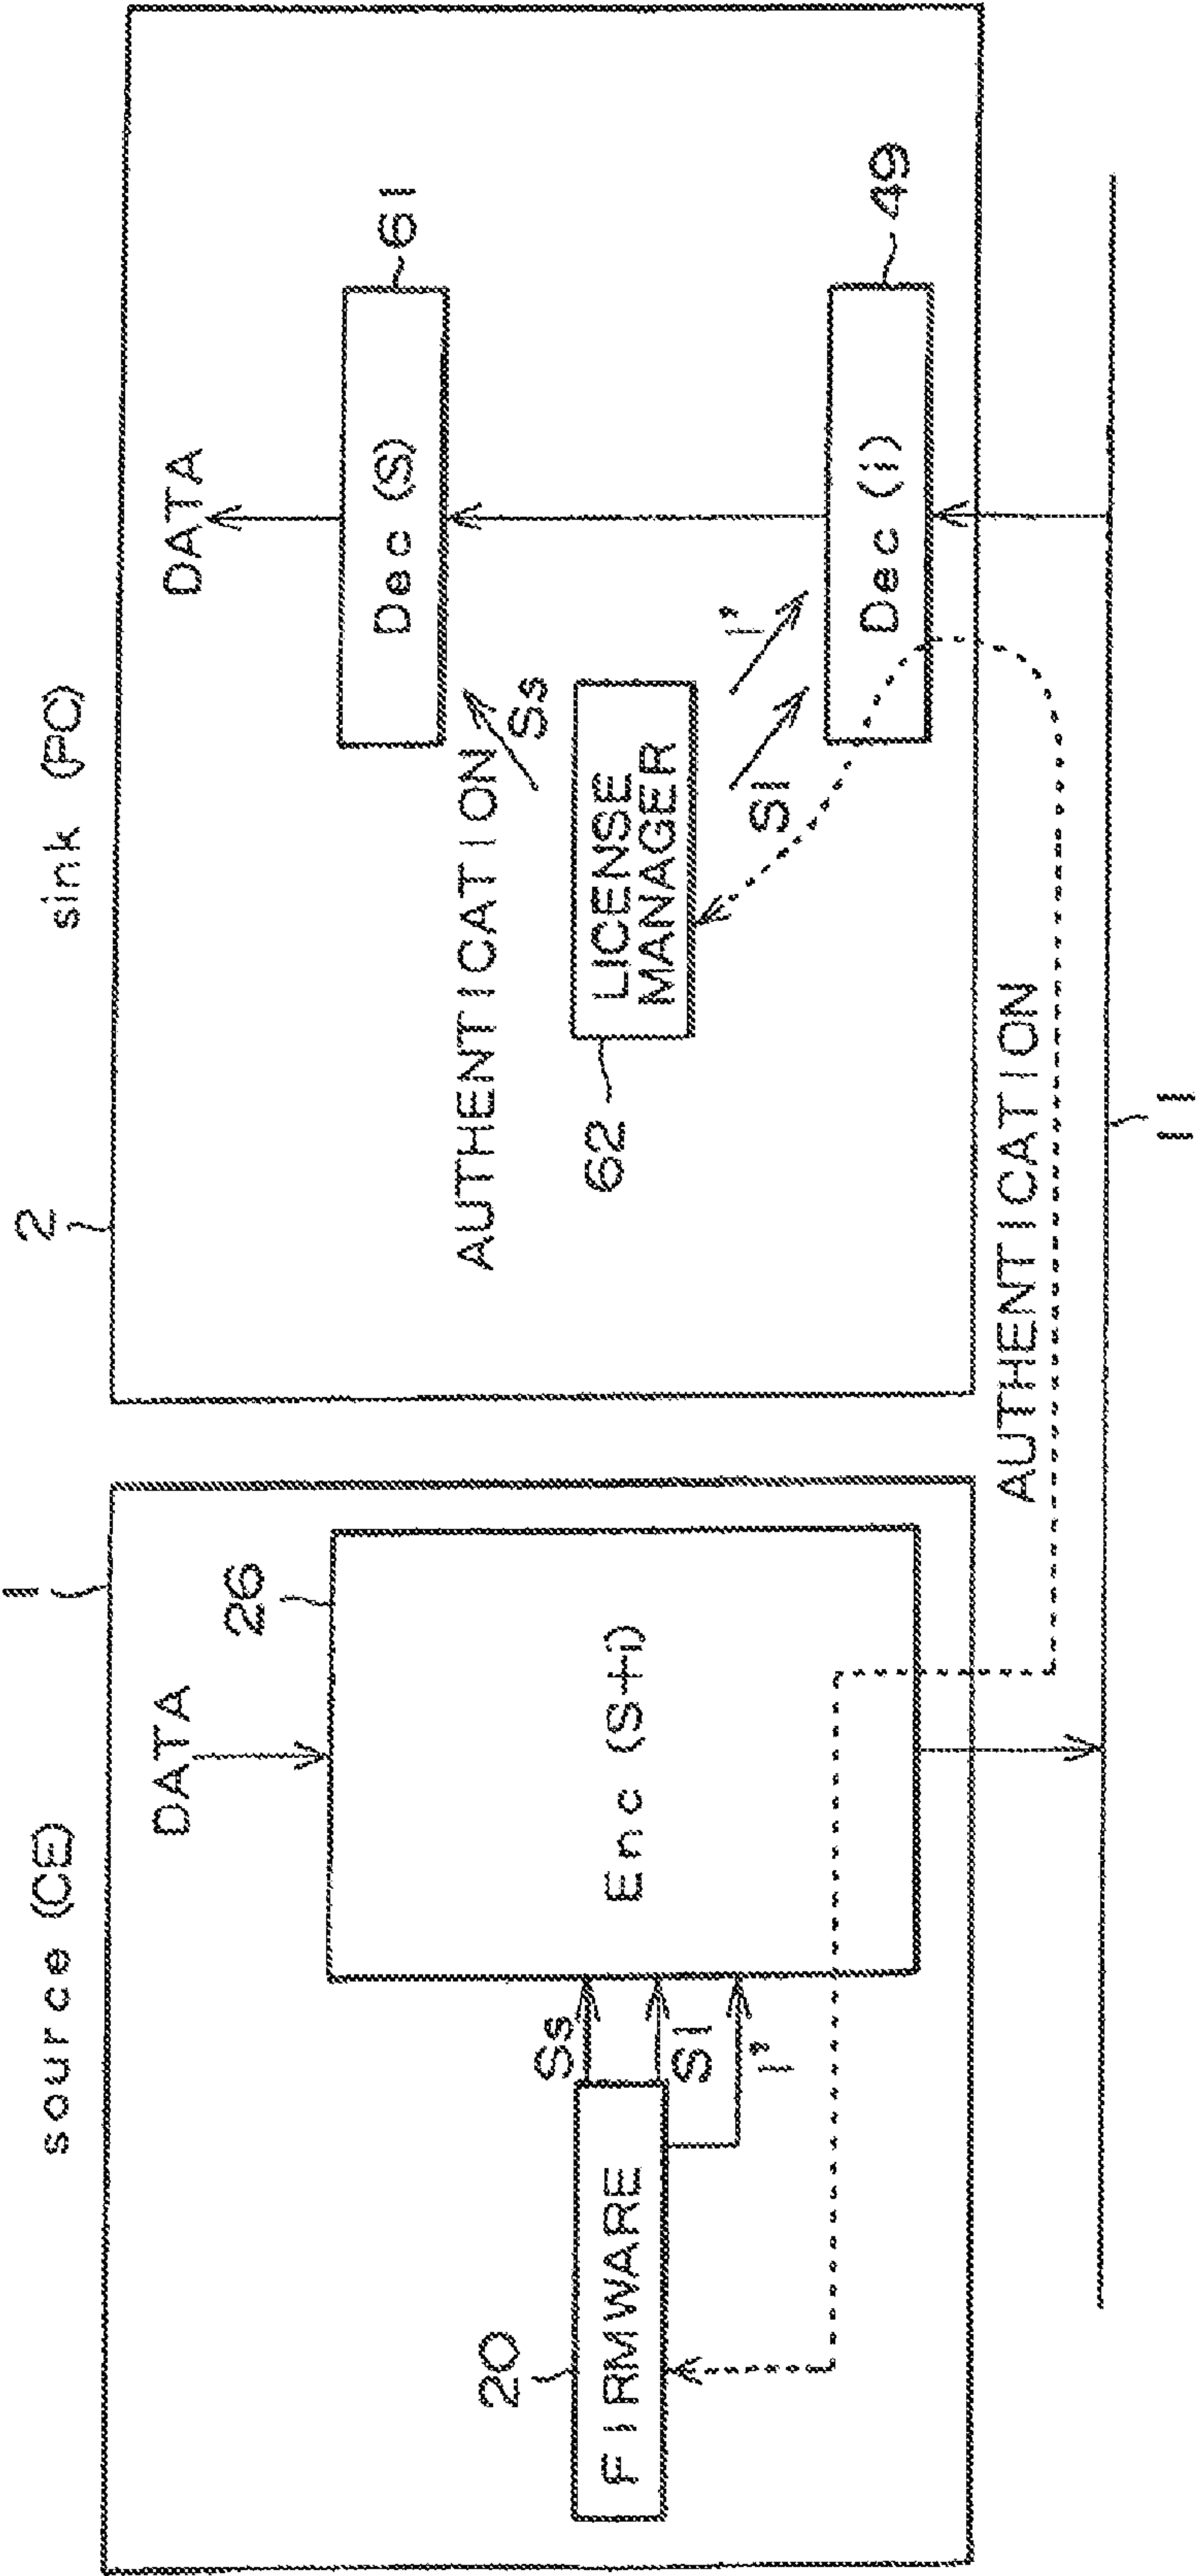 source (CE)
1
DATA
26
Enc (S+i)
Ss
Si
i'
20
FIRMWARE
sink (PC)
2
DATA
61
Dec (S)
AUTHENTICATION
Ss
62
LICENSE
MANAGER
i'
Si
49
Dec (i)
AUTHENTICATION
11